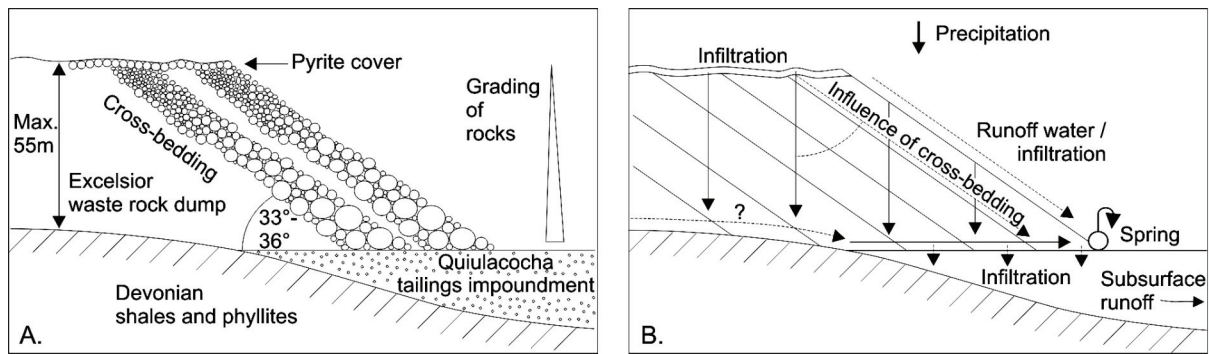 Pyrite cover
Grading
of
rocks
Max.
55m
Cross-bedding
Excelsior
waste rock dump
33°-
36°
Quiulacocha
tailings impoundment
Devonian
shales and phyllites
A.
Precipitation
Infiltration
Influence of cross-bedding
Runoff water /
infiltration
?
Spring
Infiltration
Subsurface
runoff
B.